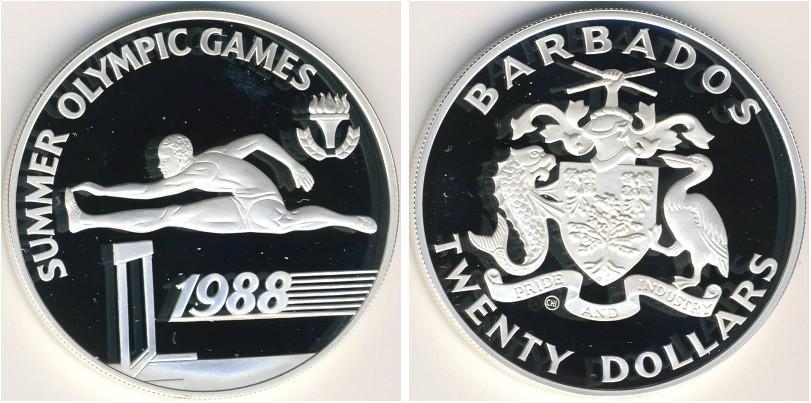 SUMMER OLYMPIC GAMES
1988
BARBADOS
PRIDE AND INDUSTRY
CHI
TWENTY DOLLARS